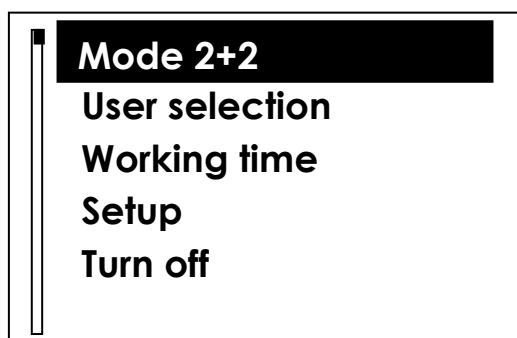 Mode 2+2
User selection
Working time
Setup
Turn off